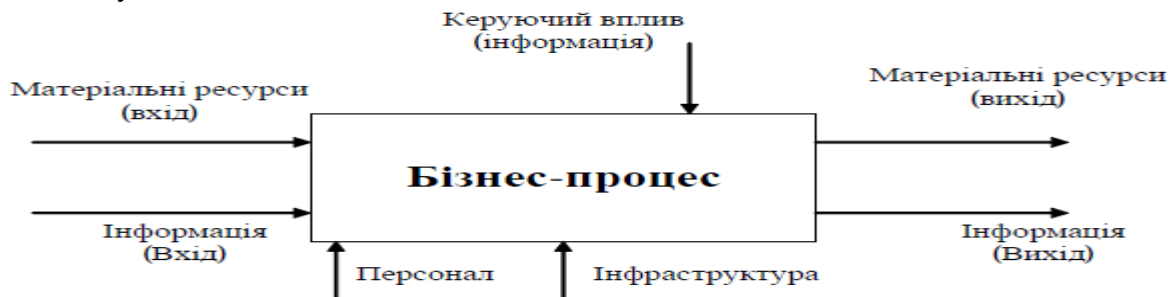 Керуючий вплив
(інформація)
Матеріальні ресурси
(вхід)
Матеріальні ресурси
(вихід)
Бізнес-процес
Інформація
(Вхід)
Інформація
(Вихід)
Персонал
Інфраструктура